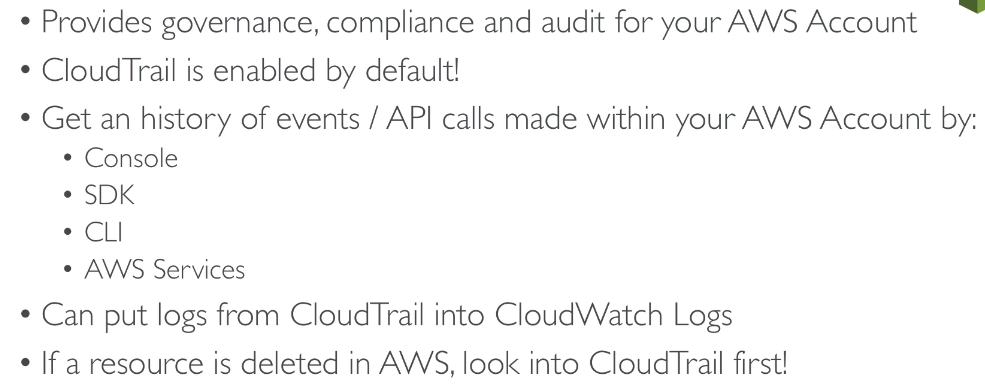 • Provides governance, compliance and audit for your AWS Account
• CloudTrail is enabled by default!
• Get an history of events / API calls made within your AWS Account by:
• Console
• SDK
• CLI
• AWS Services
• Can put logs from CloudTrail into CloudWatch Logs
• If a resource is deleted in AWS, look into CloudTrail first!